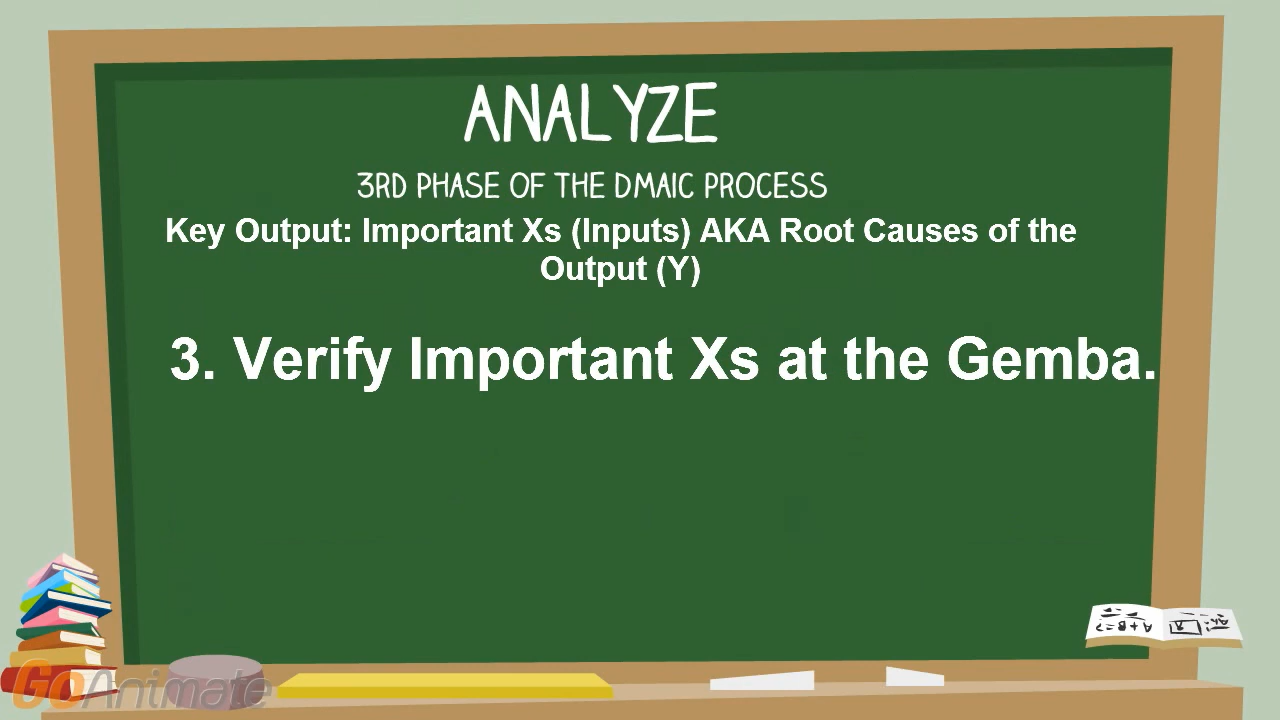 ANALYZE
3RD PHASE OF THE DMAIC PROCESS
Key Output: Important Xs (Inputs) AKA Root Causes of the
Output (Y)
3. Verify Important Xs at the Gemba.
GoAnimate